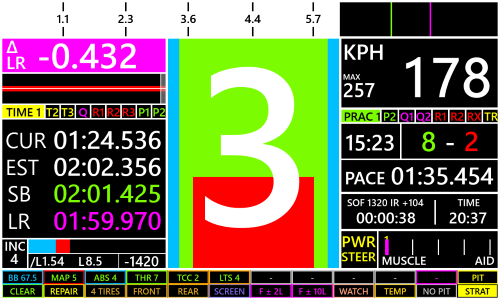 1.1 2.3 3.6 4.4 5.7
Δ
LR -0.432
TIME 1 T2 T3 Q R1 R2 R3 P1 P2
CUR 01:24.536
EST 02:02.356
SB 02:01.425
LR 01:59.970
INC
4 /L1.54 L8.5 -1420
3
KPH
MAX
257
178
PRAC 1 P2 Q1 Q2 R1 R2 RX TR
15:23 8 - 2
PACE 01:35.454
SOF 1320 IR +104 TIME
00:00:38 20:37
PWR
STEER
1
MUSCLE AID
BB 67.5 MAP 5 ABS 4 THR 7 TCC 2 LTS 4 - - - - PIT
CLEAR REPAIR 4 TIRES FRONT REAR SCREEN F ± 2L F ± 10L WATER TEMP NO PIT STRAT